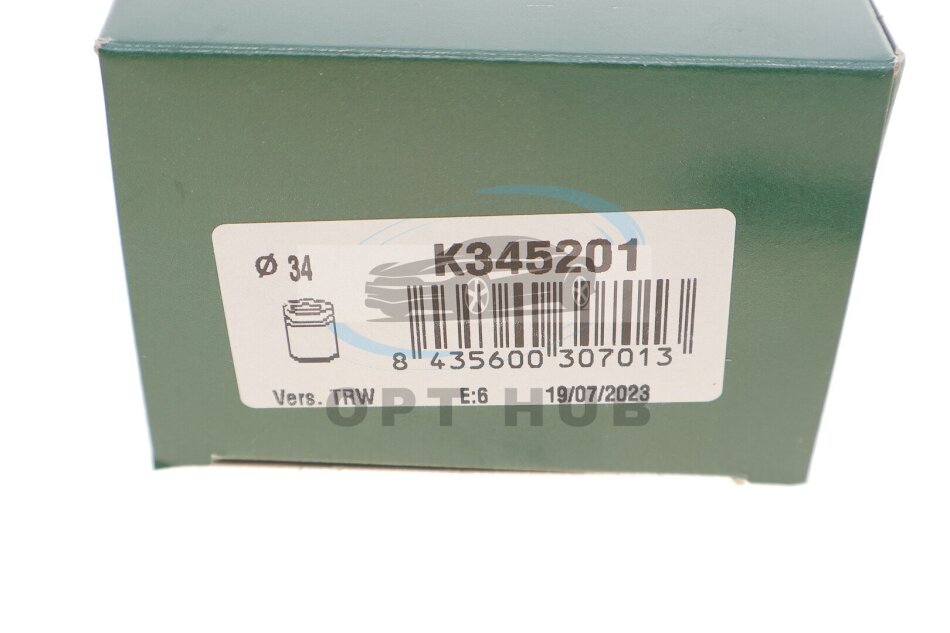 K345201
Ø 34
8 435600 307013
Vers. TRW E:6 19/07/2023
OPT HUB